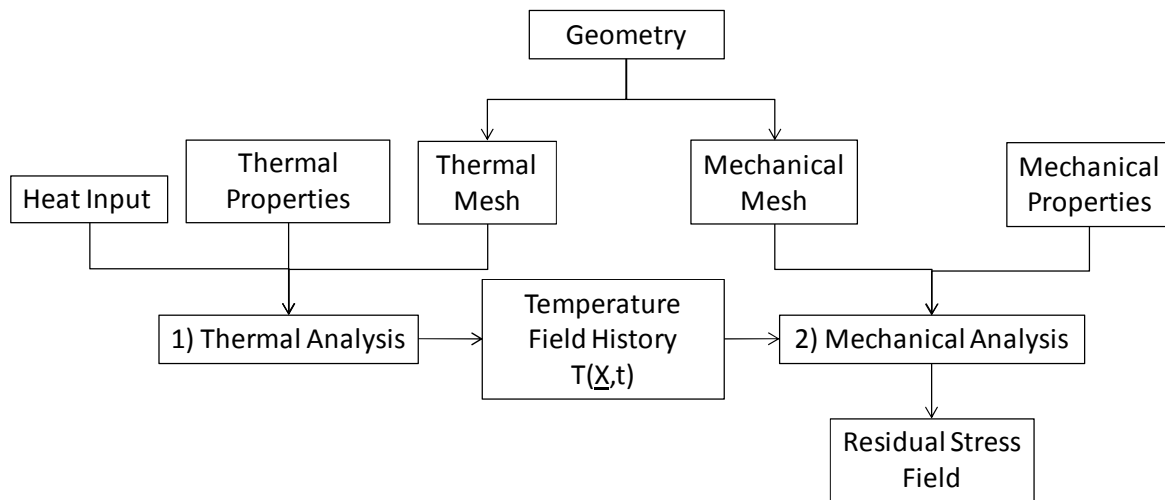 Geometry
Thermal
Properties
Thermal
Mesh
Mechanical
Mesh
Mechanical
Properties
Heat Input
1) Thermal Analysis
Temperature
Field History
T(X,t)
2) Mechanical Analysis
Residual Stress
Field